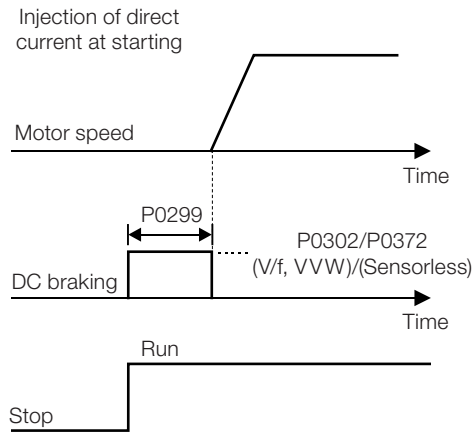 Injection of direct
current at starting
Motor speed
Time
P0299
P0302/P0372
(V/f, VVW)/(Sensorless)
DC braking
Time
Run
Stop